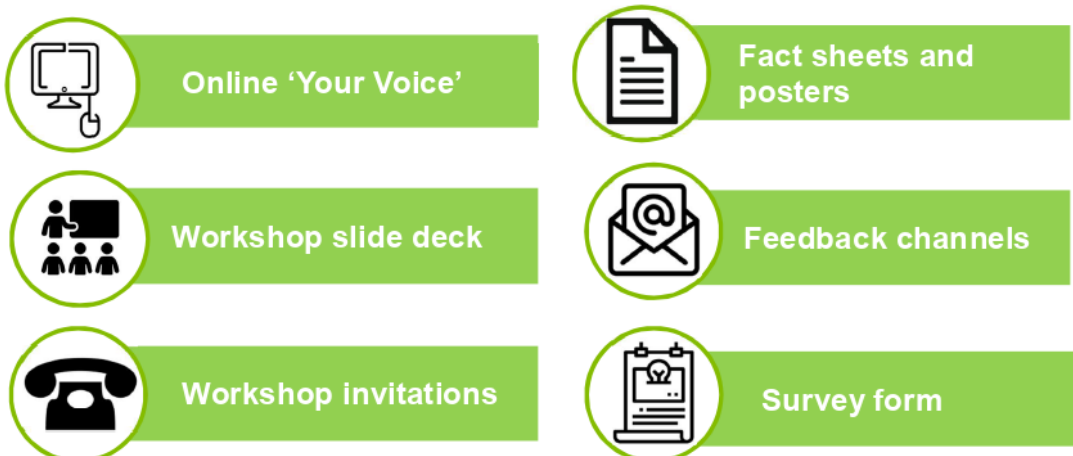 Online ‘Your Voice’
Fact sheets and
posters
Workshop slide deck
Feedback channels
Workshop invitations
Survey form